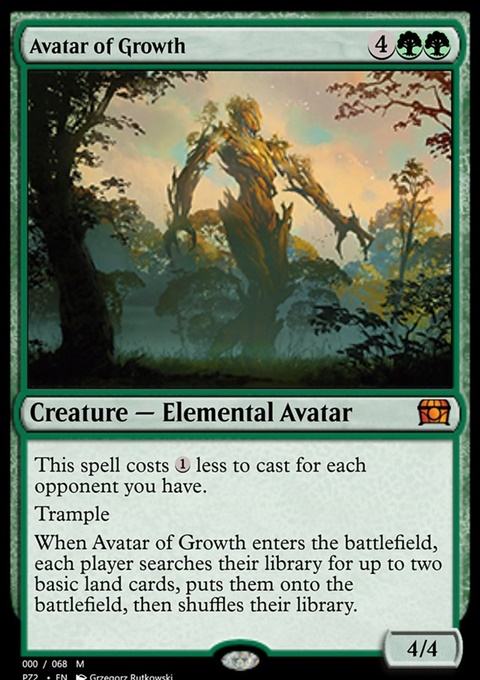 Avatar of Growth 4
Creature — Elemental Avatar
This spell costs 1 less to cast for each
opponent you have.
Trample
When Avatar of Growth enters the battlefield,
each player searches their library for up to two
basic land cards, puts them onto the
battlefield, then shuffles their library.
4/4
000 / 068 M
PZ2 • EN Grzegorz Rutkowski